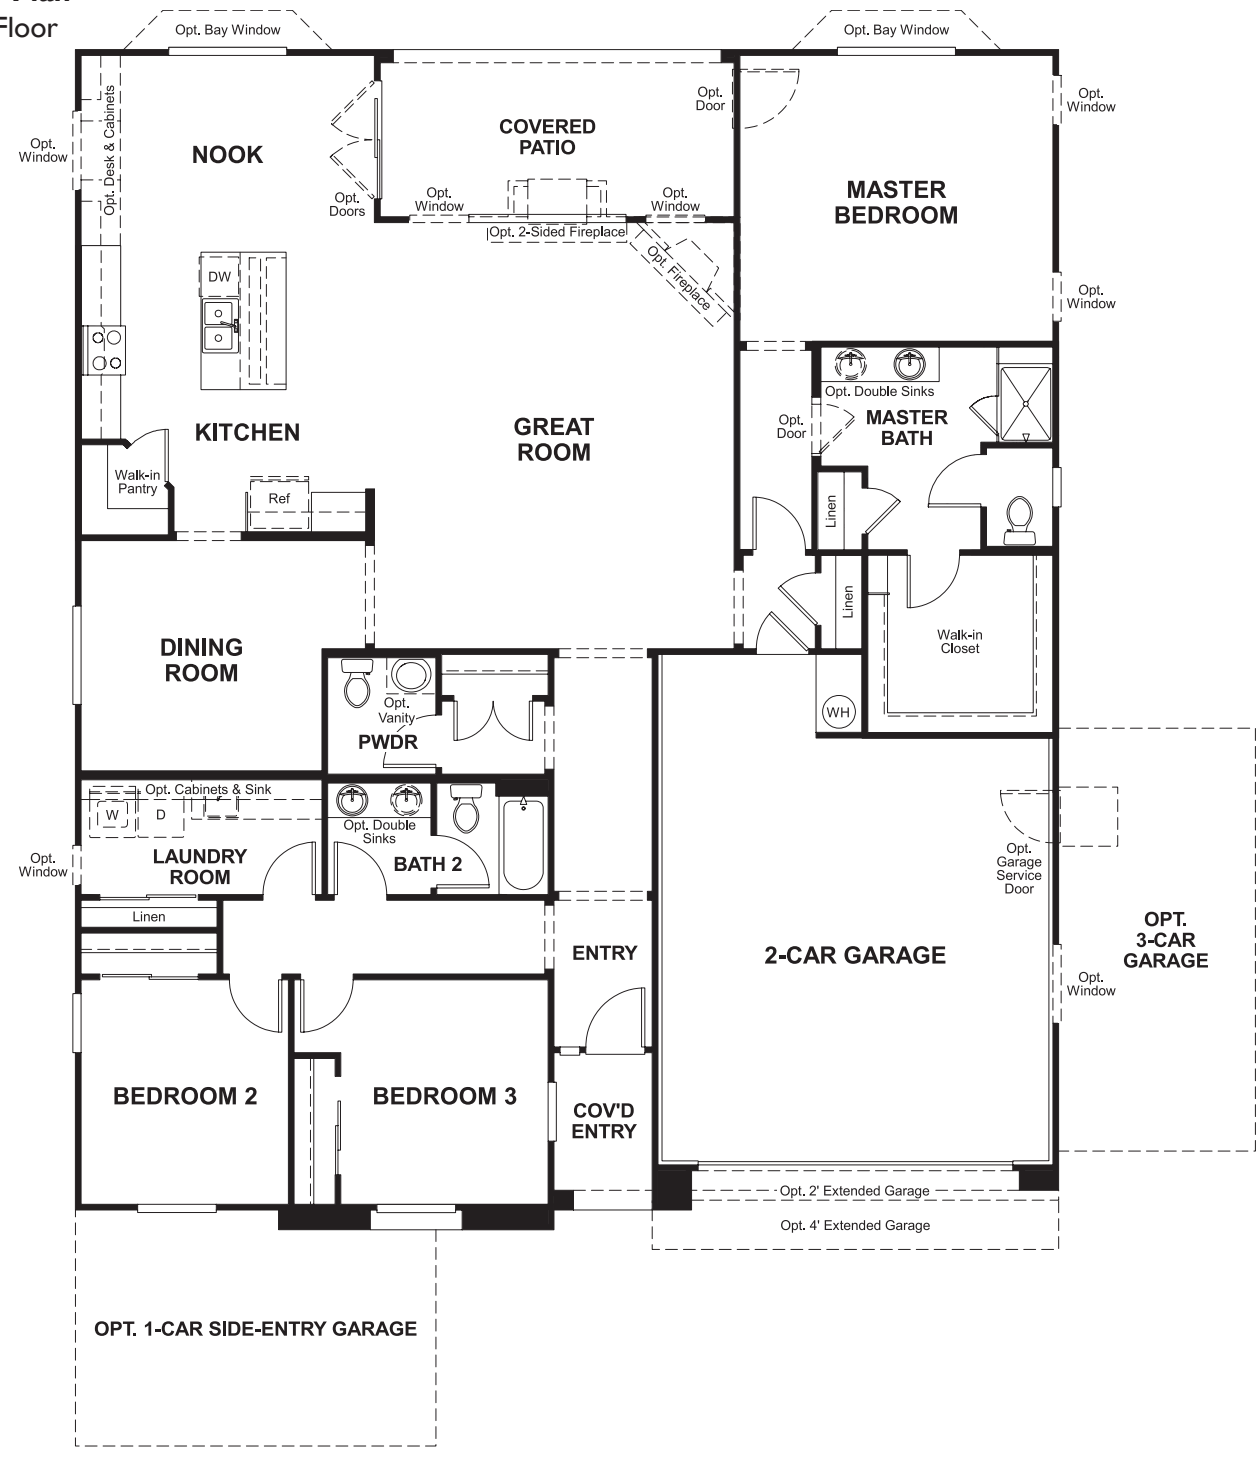 Floor
Opt. Bay Window
Opt. Bay Window
Opt.
Window
Opt. Desk & Cabinets
NOOK
Opt.
Doors
COVERED
PATIO
Opt.
Door
Opt.
Window
Opt.
Window
Opt. 2-Sided Fireplace
Opt. Fireplace
MASTER
BEDROOM
Opt.
Window
Opt.
Window
DW
KITCHEN
Walk-in
Pantry
Ref
GREAT
ROOM
Opt.
Door
Opt. Double Sinks
MASTER
BATH
Linen
Linen
Walk-in
Closet
DINING
ROOM
Opt.
Vanity
PWDR
WH
Opt. Cabinets & Sink
W
D
Opt.
Window
LAUNDRY
ROOM
Opt. Double
Sinks
BATH 2
Linen
ENTRY
2-CAR GARAGE
Opt.
Garage
Service
Door
OPT.
3-CAR
GARAGE
Opt.
Window
BEDROOM 2
BEDROOM 3
COV'D
ENTRY
Opt. 2' Extended Garage
Opt. 4' Extended Garage
OPT. 1-CAR SIDE-ENTRY GARAGE